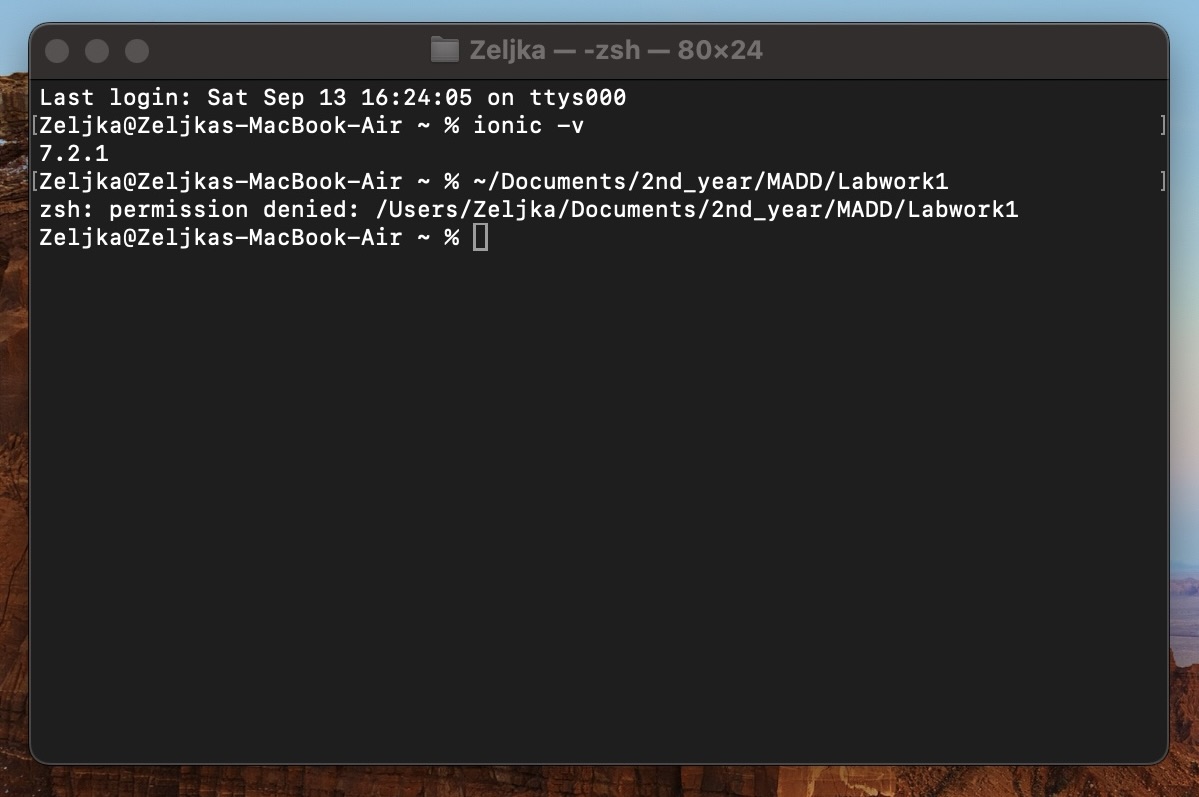 Zeljka — -zsh — 80×24
Last login: Sat Sep 13 16:24:05 on ttys000
[Zeljka@Zeljkas-MacBook-Air ~ % ionic -v ]
7.2.1
[Zeljka@Zeljkas-MacBook-Air ~ % ~/Documents/2nd_year/MADD/Labwork1 ]
zsh: permission denied: /Users/Zeljka/Documents/2nd_year/MADD/Labwork1
Zeljka@Zeljkas-MacBook-Air ~ %